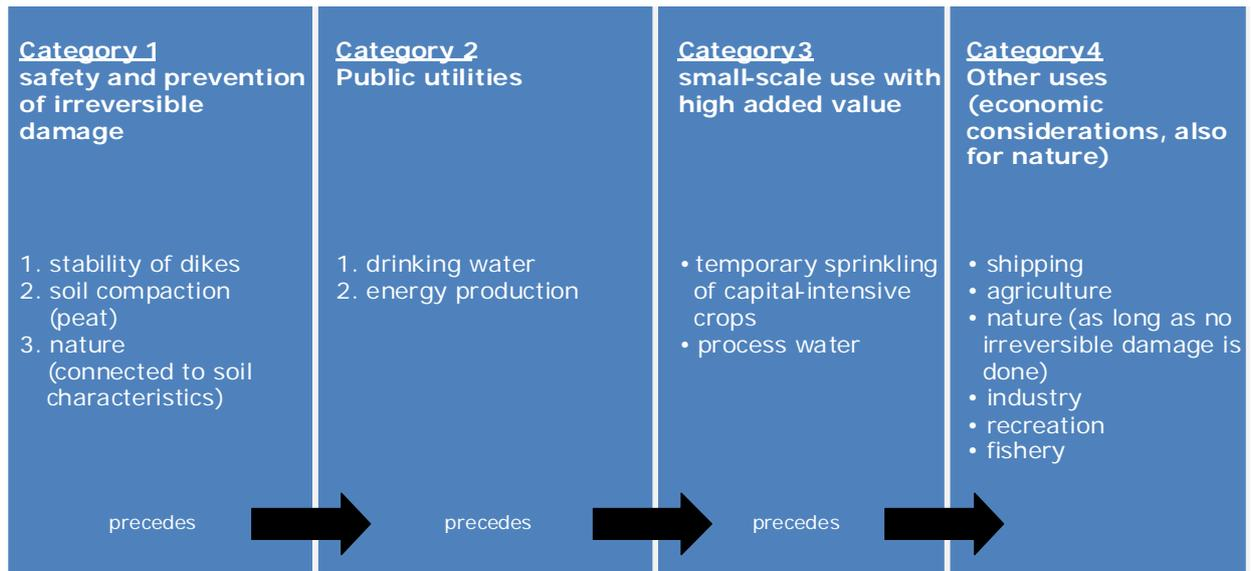 Category 1
safety and prevention
of irreversible
damage
1. stability of dikes
2. soil compaction
(peat)
3. nature
(connected to soil
characteristics)
precedes
Category 2
Public utilities
1. drinking water
2. energy production
precedes
Category3
small-scale use with
high added value
• temporary sprinkling
of capital-intensive
crops
• process water
precedes
Category4
Other uses
(economic
considerations, also
for nature)
• shipping
• agriculture
• nature (as long as no
irreversible damage is
done)
• industry
• recreation
• fishery